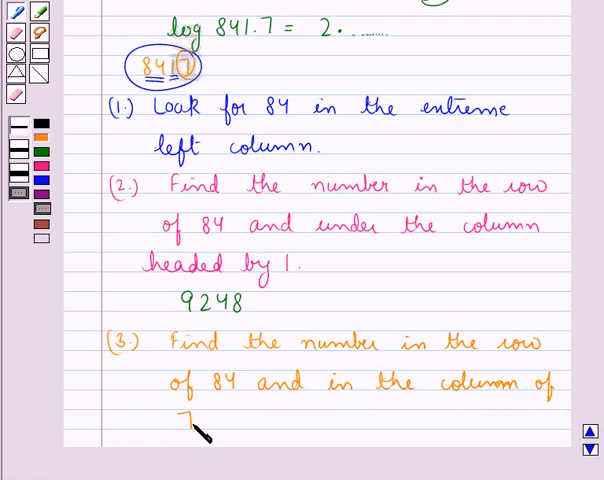 log 841.7 = 2. .......
8417
(1.) Look for 84 in the extreme
left column.
(2.) Find the number in the row
of 84 and under the column
headed by 1.
9248
(3.) Find the number in the row
of 84 and in the column of
7